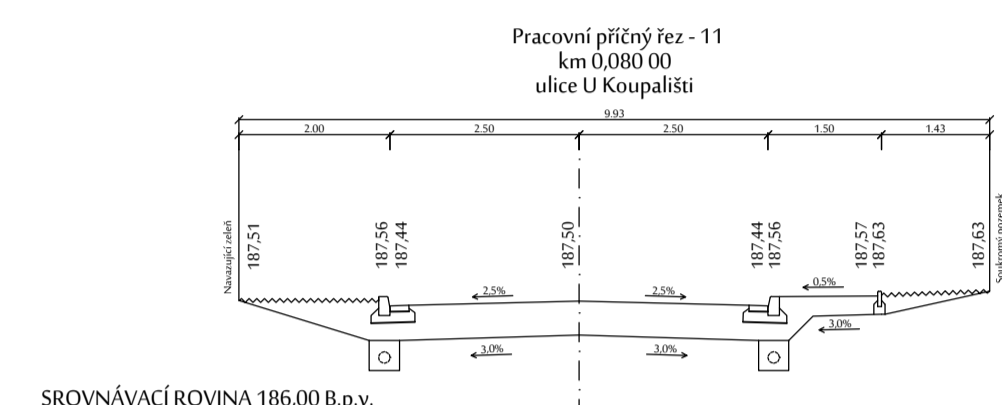 Pracovní příčný řez - 11
km 0,080 00
ulice U Koupališti
9.93
2.00 2.50 2.50 1.50 1.43
Navazující zeleň
187,51
187,56
187,44
187,50
187,44
187,56
187,57
187,63
187,63
Soukromý pozemek
2,5% 2,5% 0,5%
3,0% 3,0% 3,0%
SROVNÁVACÍ ROVINA 186,00 B.p.v.